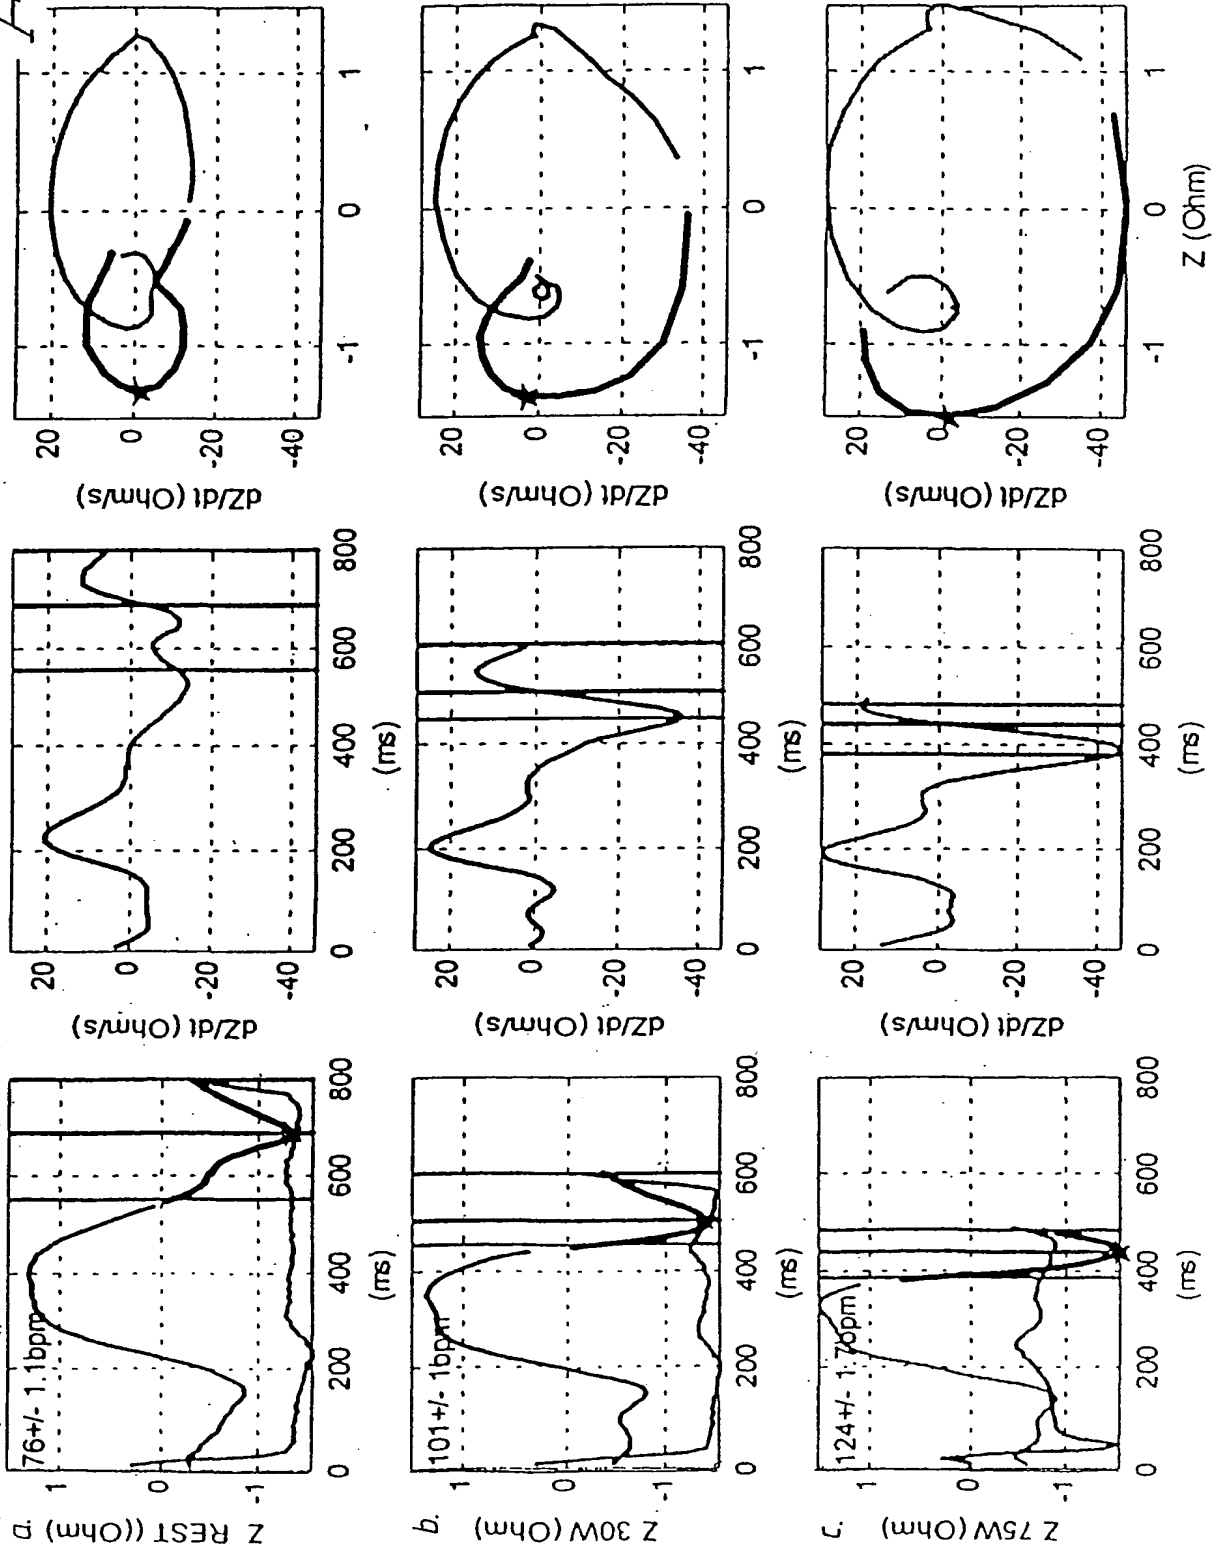 a.
Z REST ((Ohm)
76+/- 1.1bpm
1
0
-1
0 200 400 600 800
(ms)
dZ/dt (Ohm/s)
20
0
-20
-40
0 200 400 600 800
(ms)
dZ/dt (Ohm/s)
20
0
-20
-40
-1 0 1
b.
Z 30W (Ohm)
101+/- 1bpm
1
0
-1
0 200 400 600 800
(ms)
dZ/dt (Ohm/s)
20
0
-20
-40
0 200 400 600 800
(ms)
dZ/dt (Ohm/s)
20
0
-20
-40
-1 0 1
c.
Z 75W (Ohm)
124+/- 1.7bpm
1
0
-1
0 200 400 600 800
(ms)
dZ/dt (Ohm/s)
20
0
-20
-40
0 200 400 600 800
(ms)
dZ/dt (Ohm/s)
20
0
-20
-40
-1 0 1
Z (Ohm)